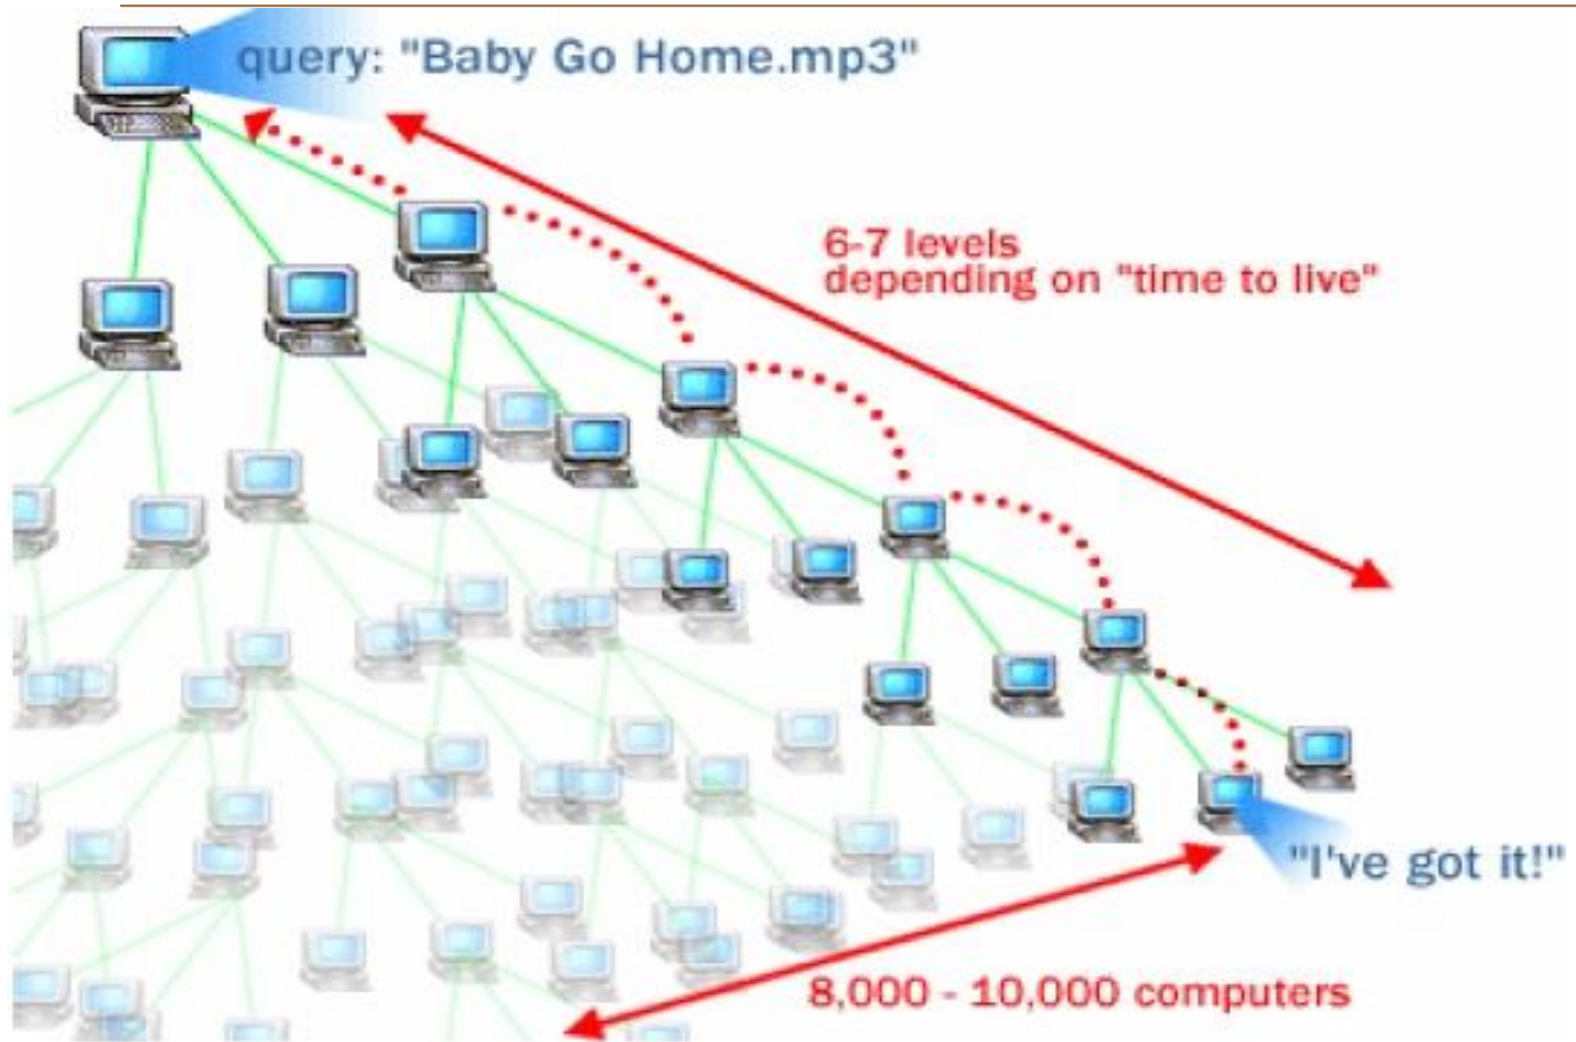 query: "Baby Go Home.mp3"
6-7 levels
depending on "time to live"
"I've got it!"
8,000 - 10,000 computers